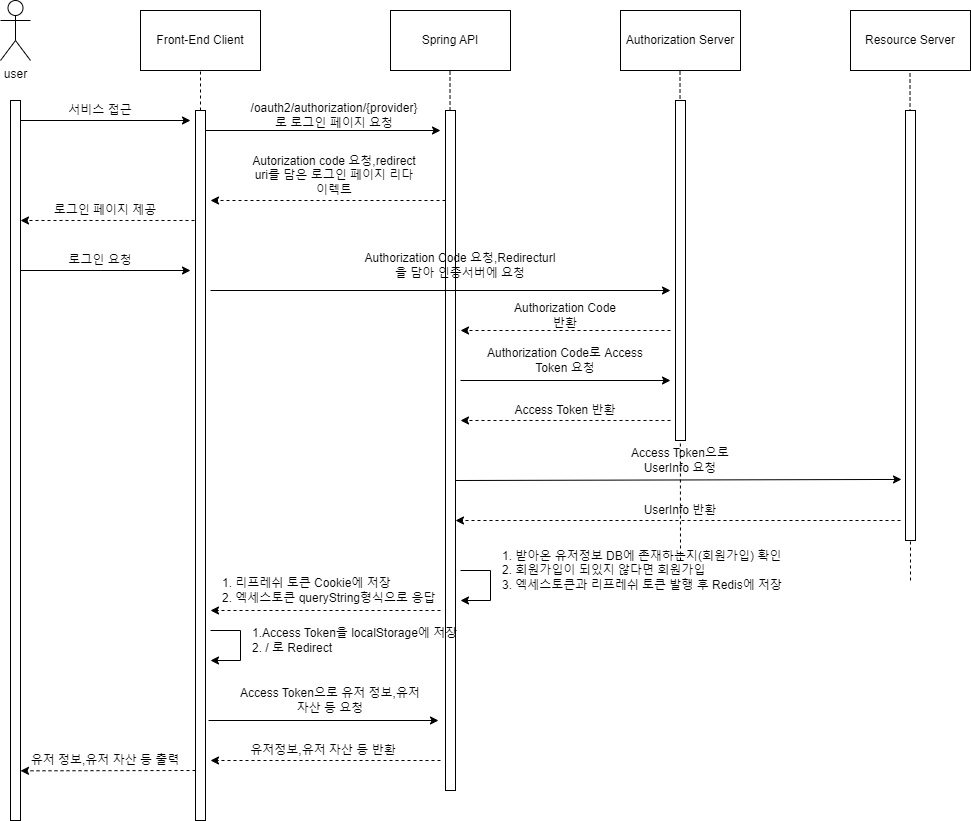 user
Front-End Client
Spring API
Authorization Server
Resource Server
서비스 접근
/oauth2/authorization/{provider}
로 로그인 페이지 요청
Autorization code 요청,redirect
uri를 담은 로그인 페이지 리다
이렉트
로그인 페이지 제공
로그인 요청
Authorization Code 요청,Redirecturl
을 담아 인증서버에 요청
Authorization Code
반환
Authorization Code로 Access
Token 요청
Access Token 반환
Access Token으로
UserInfo 요청
UserInfo 반환
1. 받아온 유저정보 DB에 존재하는지(회원가입) 확인
2. 회원가입이 되있지 않다면 회원가입
3. 엑세스토큰과 리프레쉬 토큰 발행 후 Redis에 저장
1. 리프레쉬 토큰 Cookie에 저장
2. 엑세스토큰 queryString형식으로 응답
1.Access Token을 localStorage에 저장
2. / 로 Redirect
Access Token으로 유저 정보,유저
자산 등 요청
유저정보,유저 자산 등 반환
유저 정보,유저 자산 등 출력